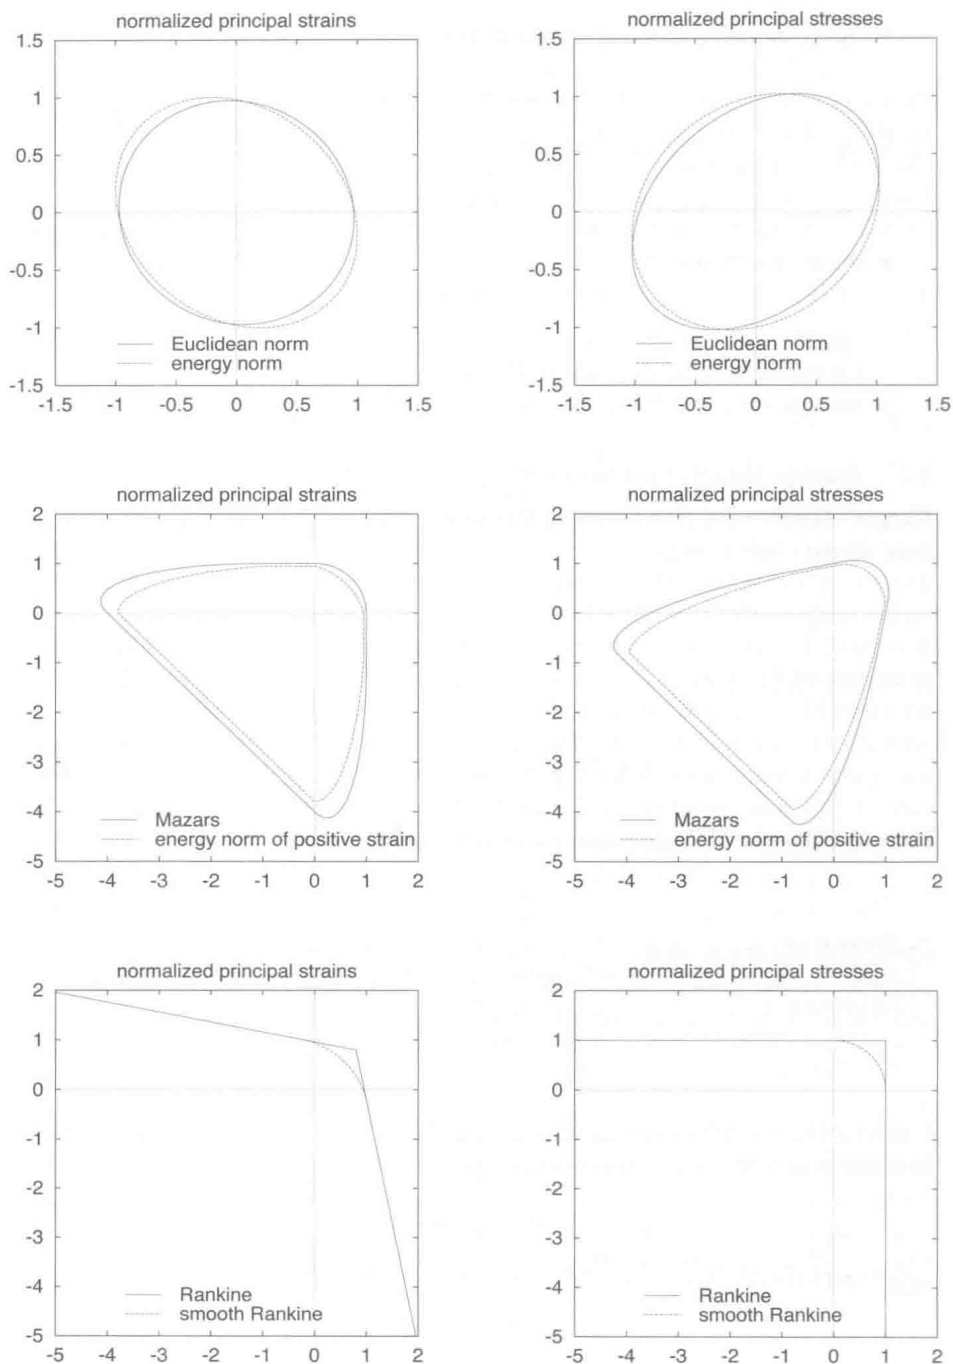 normalized principal strains
1.5
1
0.5
0
-0.5
-1
-1.5
Euclidean norm
energy norm
-1.5 -1 -0.5 0 0.5 1 1.5
normalized principal stresses
1.5
1
0.5
0
-0.5
-1
-1.5
Euclidean norm
energy norm
-1.5 -1 -0.5 0 0.5 1 1.5
normalized principal strains
2
1
0
-1
-2
-3
-4
-5
Mazars
energy norm of positive strain
-5 -4 -3 -2 -1 0 1 2
normalized principal stresses
2
1
0
-1
-2
-3
-4
-5
Mazars
energy norm of positive strain
-5 -4 -3 -2 -1 0 1 2
normalized principal strains
2
1
0
-1
-2
-3
-4
-5
Rankine
smooth Rankine
-5 -4 -3 -2 -1 0 1 2
normalized principal stresses
2
1
0
-1
-2
-3
-4
-5
Rankine
smooth Rankine
-5 -4 -3 -2 -1 0 1 2